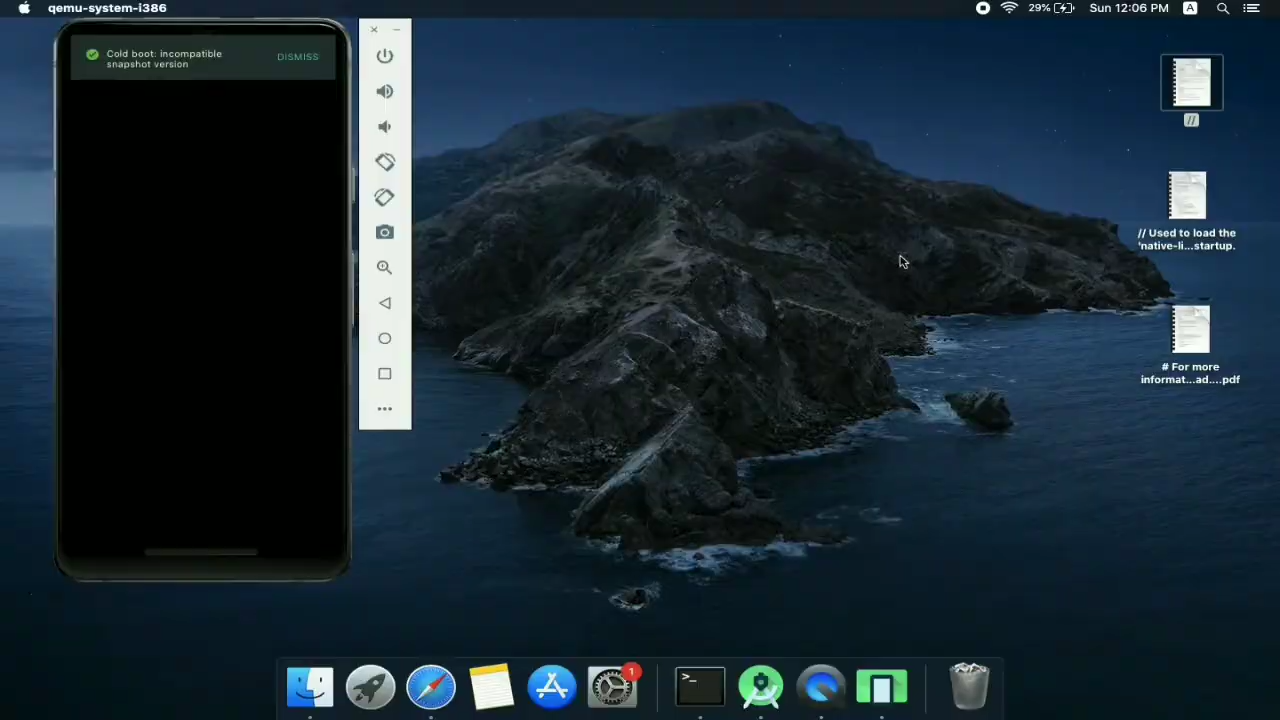 qemu-system-i386
29%
Sun 12:06 PM
A
Cold boot: incompatible
snapshot version
DISMISS
//
// Used to load the
'native-li...startup.
# For more
informat...ad....pdf
1
>_